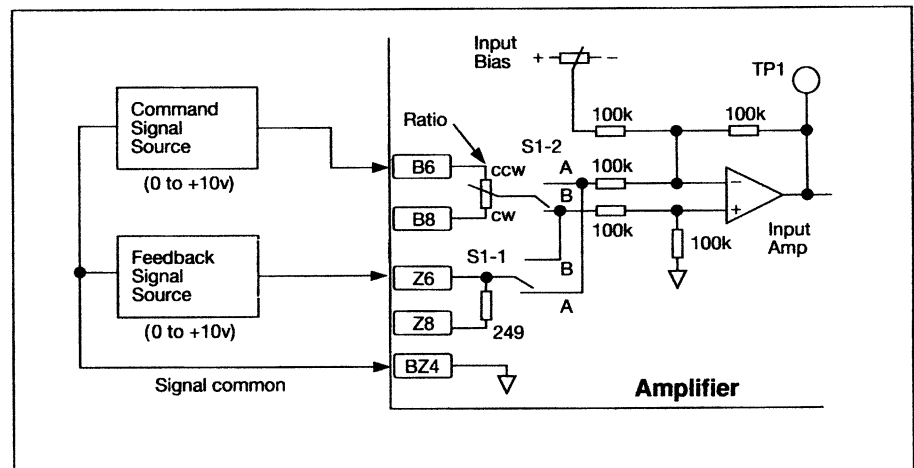 Input
Bias
+ –
TP1
Command
Signal
Source
(0 to +10v)
Ratio
100k
100k
S1-2
B6
ccw
A
100k
–
B
B8
cw
100k
+
100k
Input
Amp
Feedback
Signal
Source
(0 to +10v)
S1-1
B
Z6
A
Z8
249
BZ4
Signal common
Amplifier